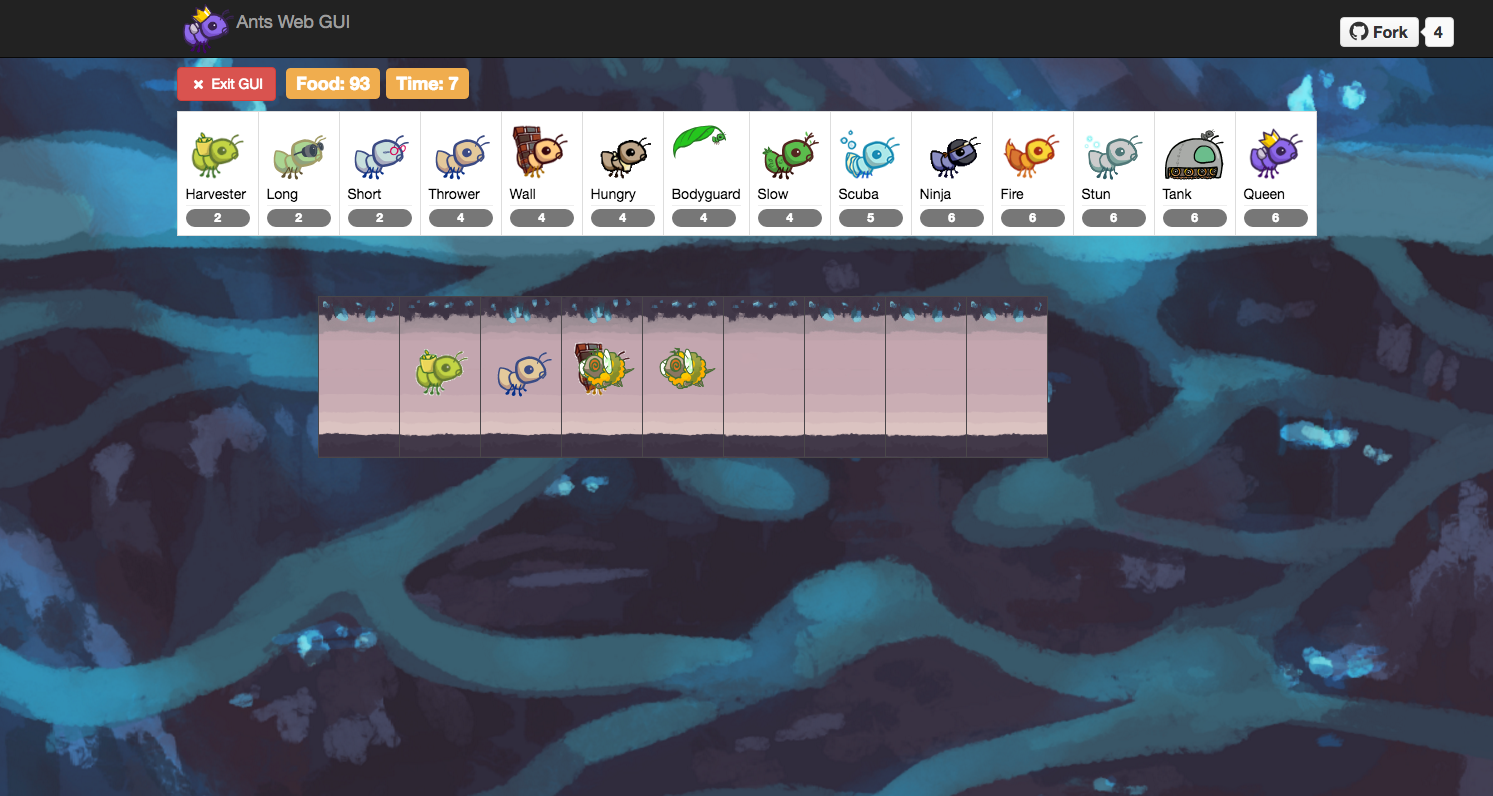 Ants Web GUI
Fork 4
✖ Exit GUI Food: 93 Time: 7
Harvester Long Short Thrower Wall Hungry Bodyguard Slow Scuba Ninja Fire Stun Tank Queen
2 2 2 4 4 4 4 4 5 6 6 6 6 6